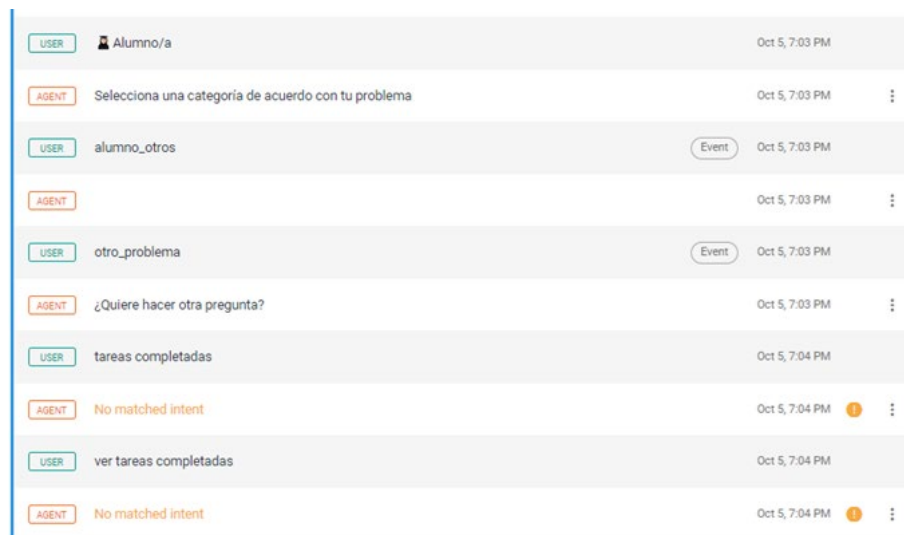 USER Alumno/a Oct 5, 7:03 PM
AGENT Selecciona una categoría de acuerdo con tu problema Oct 5, 7:03 PM
USER alumno_otros Event Oct 5, 7:03 PM
AGENT Oct 5, 7:03 PM
USER otro_problema Event Oct 5, 7:03 PM
AGENT ¿Quiere hacer otra pregunta? Oct 5, 7:03 PM
USER tareas completadas Oct 5, 7:04 PM
AGENT No matched intent Oct 5, 7:04 PM
USER ver tareas completadas Oct 5, 7:04 PM
AGENT No matched intent Oct 5, 7:04 PM